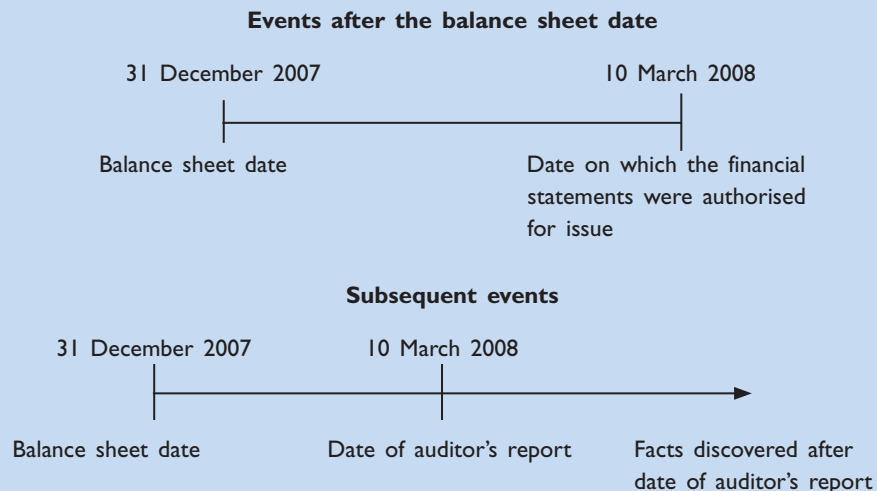 Events after the balance sheet date
31 December 2007 10 March 2008
Balance sheet date Date on which the financial
statements were authorised
for issue
Subsequent events
31 December 2007 10 March 2008
Balance sheet date Date of auditor’s report Facts discovered after
date of auditor’s report